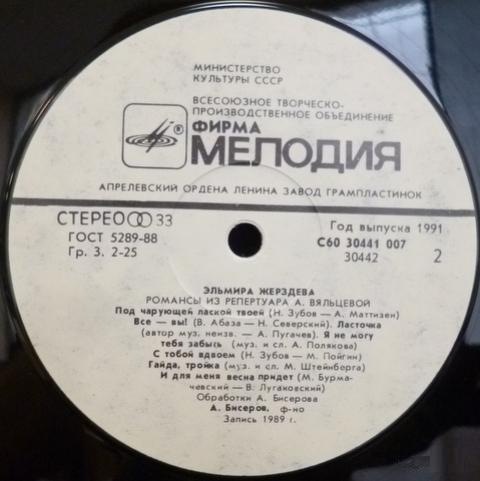 МИНИСТЕРСТВО
КУЛЬТУРЫ СССР
ВСЕСОЮЗНОЕ ТВОРЧЕСКО-
ПРОИЗВОДСТВЕННОЕ ОБЪЕДИНЕНИЕ
®
ФИРМА
МЕЛОДИЯ
АПРЕЛЕВСКИЙ ОРДЕНА ЛЕНИНА ЗАВОД ГРАМПЛАСТИНОК
СТЕРЕО 33
Год выпуска 1991
ГОСТ 5289-88
С60 30441 007
Гр. 3. 2-25
30442
2
ЭЛЬМИРА ЖЕРЗДЕВА
РОМАНСЫ ИЗ РЕПЕРТУАРА А. ВЯЛЬЦЕВОЙ
Под чарующей лаской твоей (Н. Зубов — А. Маттизен)
Все — вы! (В. Абаза — Н. Северский). Ласточка
(автор муз. неизв. — А. Пугачев). Я не могу
тебя забыть (муз. и сл. А. Полякова)
С тобой вдвоем (Н. Зубов — М. Пойгин)
Гайда, тройка (муз. и сл. М. Штейнберга)
И для меня весна придет (М. Бурма-
чевский — В. Лугаковский)
Обработки А. Бисерова
А. Бисеров, ф-но
Запись 1989 г.